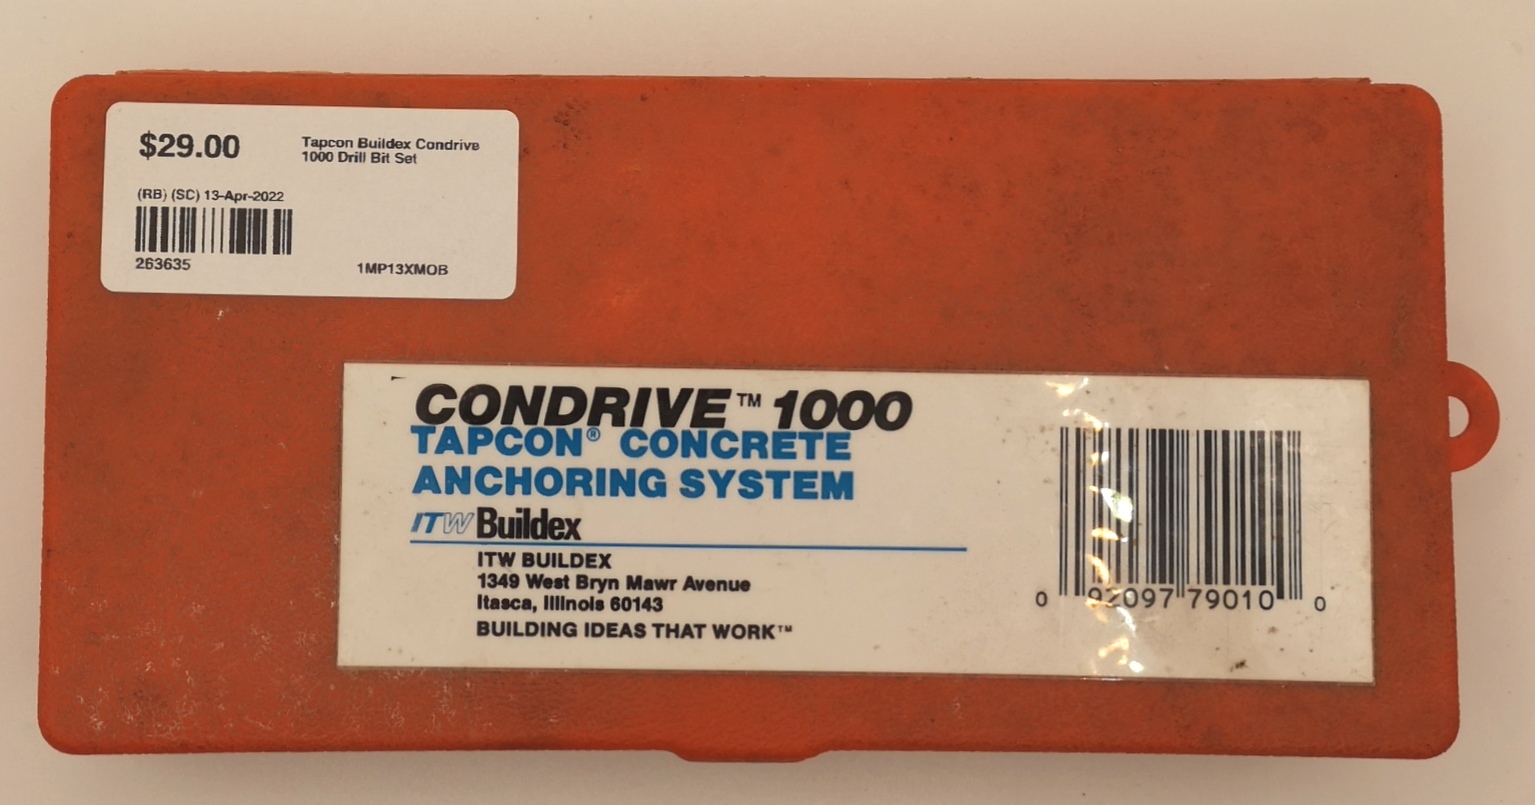 $29.00
Tapcon Buildex Condrive
1000 Drill Bit Set
(RB) (SC) 13-Apr-2022
263635
1MP13XMOB
CONDRIVE™ 1000
TAPCON® CONCRETE
ANCHORING SYSTEM
ITW Buildex
ITW BUILDEX
1349 West Bryn Mawr Avenue
Itasca, Illinois 60143
BUILDING IDEAS THAT WORK™
0 92097 79010 0